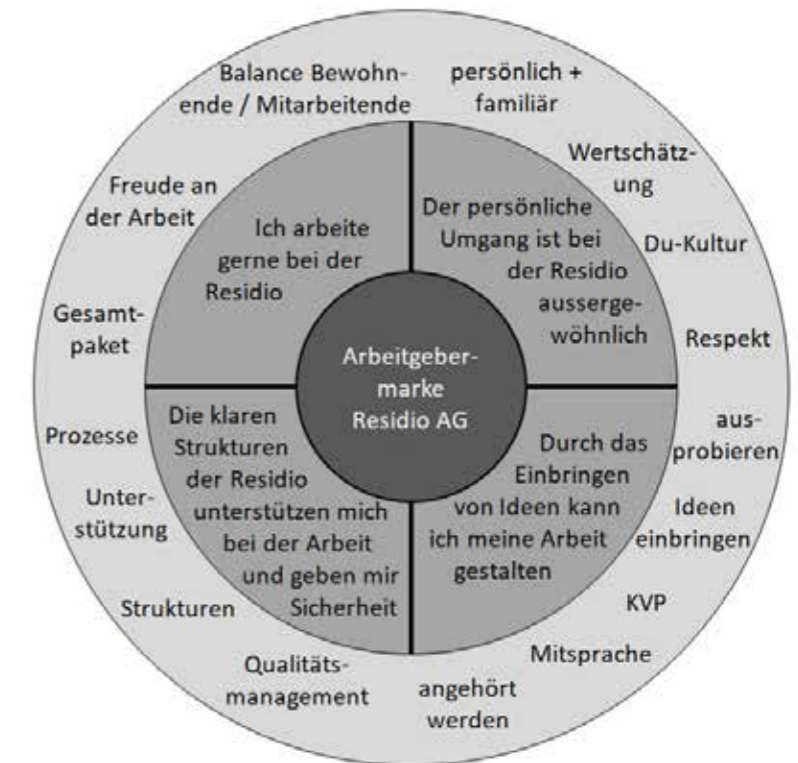 Balance Bewohn-
ende / Mitarbeitende
persönlich +
familiär
Wertschätz-
ung
Du-Kultur
Respekt
aus-
probieren
Ideen
einbringen
KVP
Mitsprache
angehört
werden
Qualitäts-
management
Strukturen
Unter-
stützung
Prozesse
Gesamt-
paket
Freude an
der Arbeit
Ich arbeite
gerne bei der
Residio
Der persönliche
Umgang ist bei
der Residio
ausserge-
wöhnlich
Durch das
Einbringen
von Ideen kann
ich meine Arbeit
gestalten
Die klaren
Strukturen
der Residio
unterstützen mich
bei der Arbeit
und geben mir
Sicherheit
Arbeitgeber-
marke
Residio AG